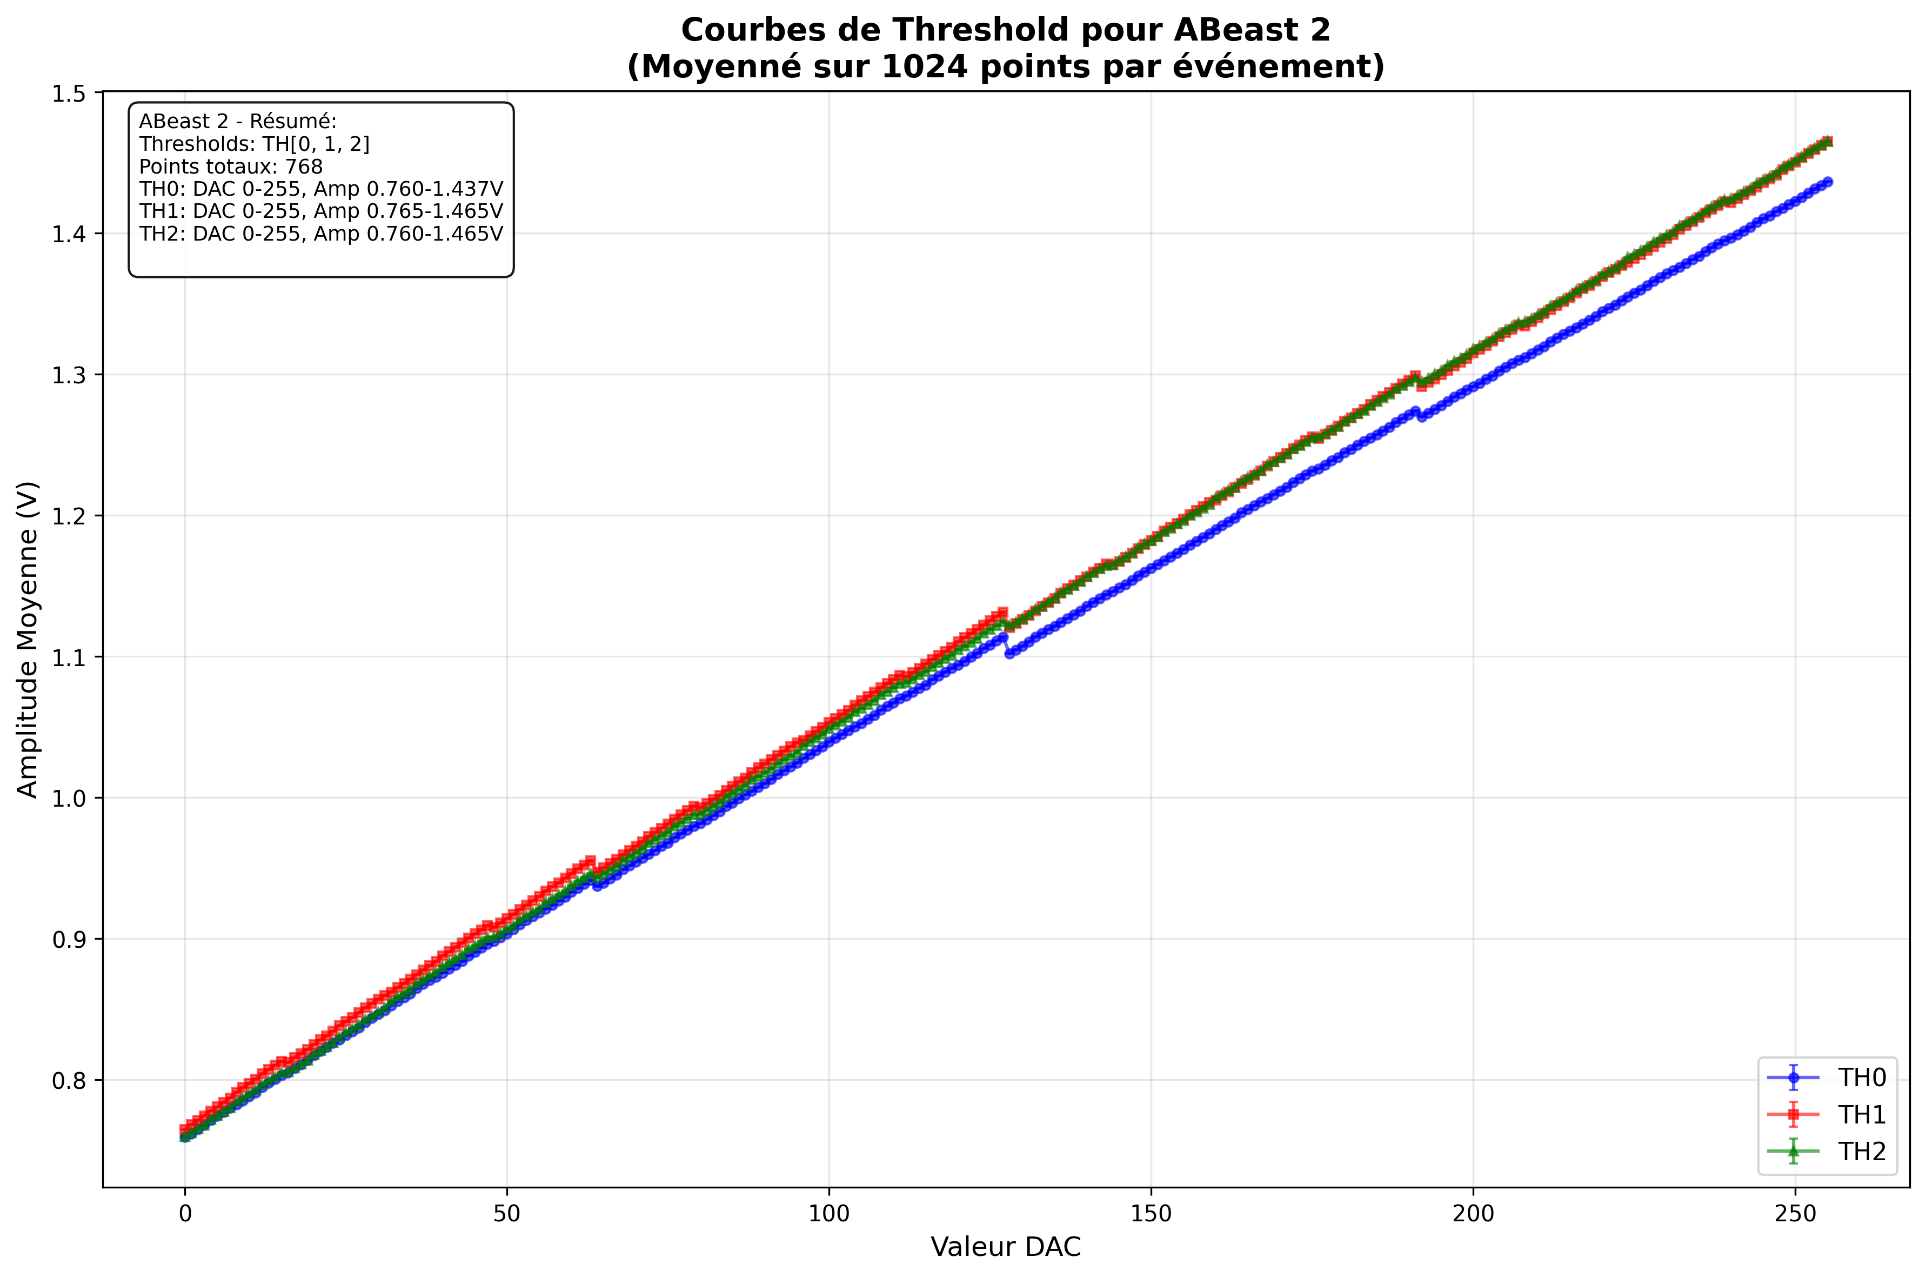 Courbes de Threshold pour ABeast 2
(Moyenné sur 1024 points par événement)
ABeast 2 - Résumé:
Thresholds: TH[0, 1, 2]
Points totaux: 768
TH0: DAC 0-255, Amp 0.760-1.437V
TH1: DAC 0-255, Amp 0.765-1.465V
TH2: DAC 0-255, Amp 0.760-1.465V
Amplitude Moyenne (V)
1.5
1.4
1.3
1.2
1.1
1.0
0.9
0.8
TH0
TH1
TH2
0 50 100 150 200 250
Valeur DAC